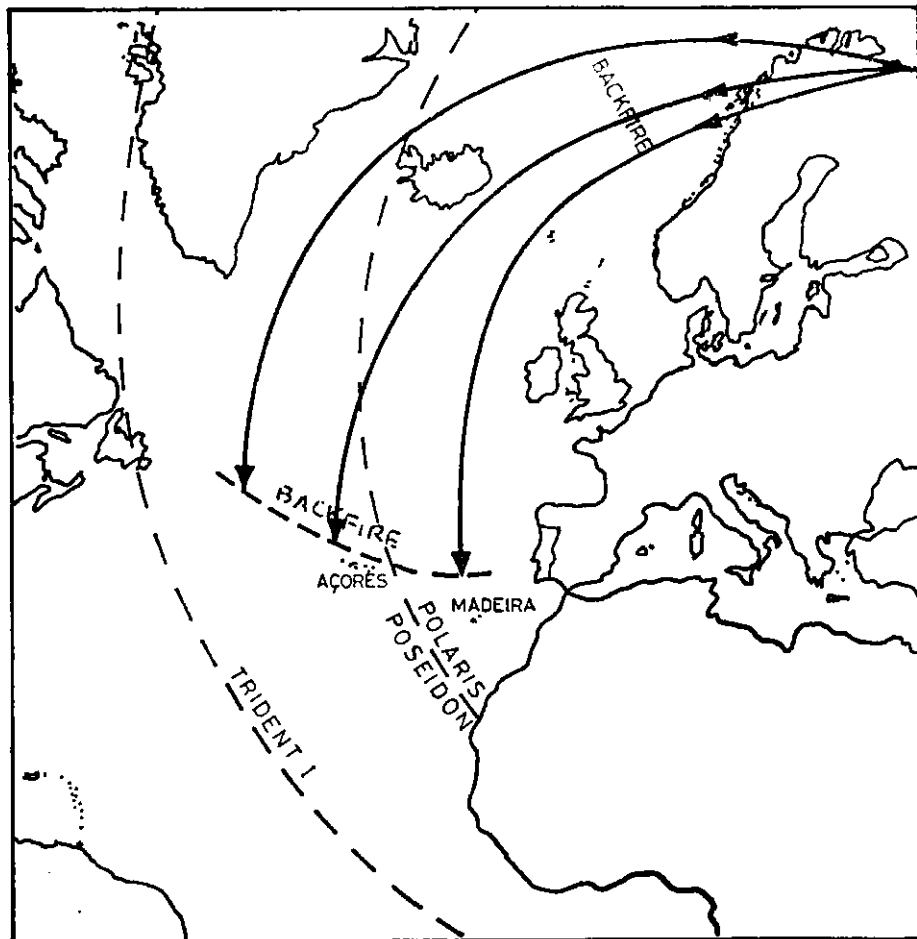 BACKFIRE
BACKFIRE
AÇORES
MADEIRA
POLARIS
POSEIDON
TRIDENT I